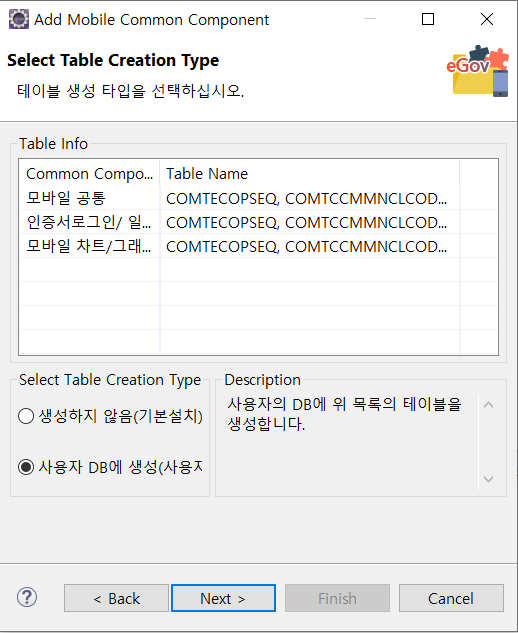 Add Mobile Common Component
Select Table Creation Type
테이블 생성 타입을 선택하십시오.
eGov
Table Info
Common Compo... Table Name
모바일 공통 COMTECOPSEQ, COMTCCMMNCLCOD...
인증서로그인/ 일... COMTECOPSEQ, COMTCCMMNCLCOD...
모바일 차트/그래... COMTECOPSEQ, COMTCCMMNCLCOD...
Select Table Creation Type
생성하지 않음(기본설치)
사용자 DB에 생성(사용자
Description
사용자의 DB에 위 목록의 테이블을
생성합니다.
? < Back Next > Finish Cancel